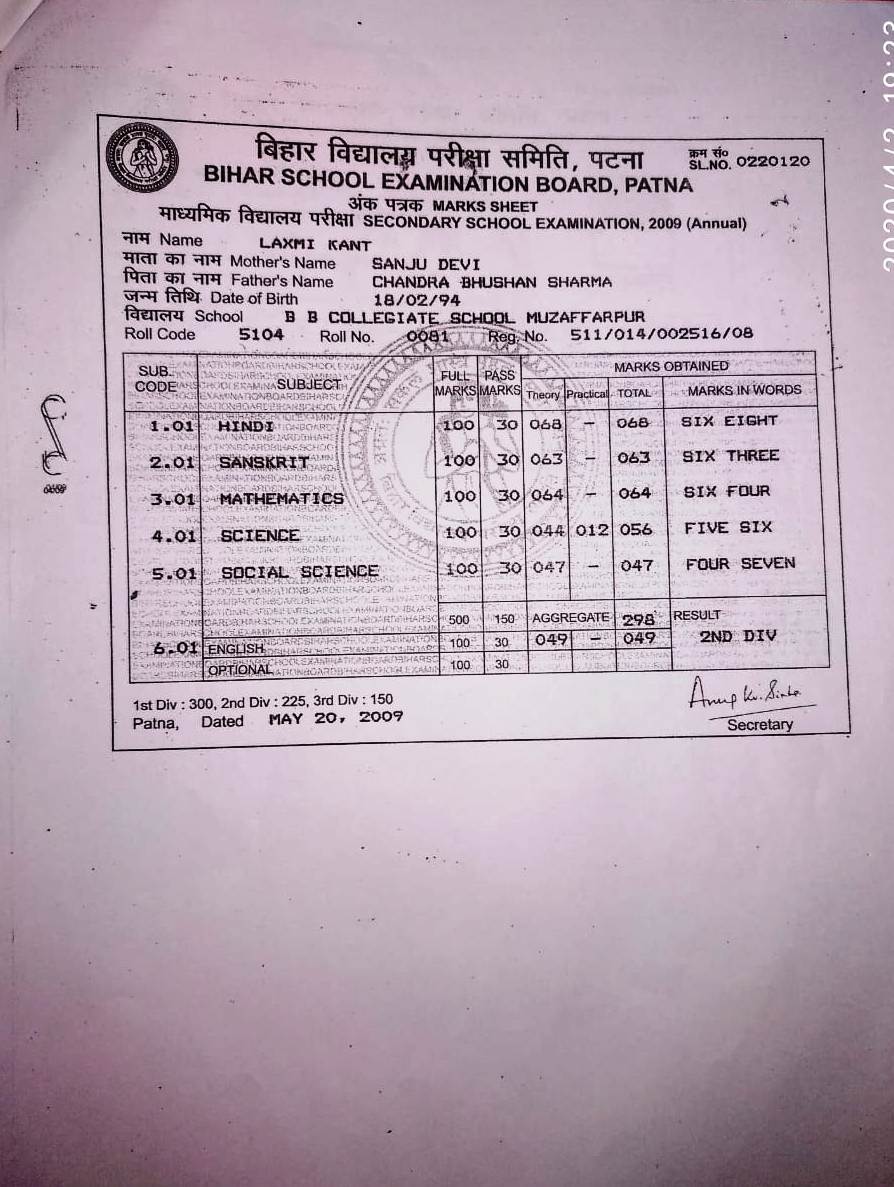 बिहार विद्यालय परीक्षा समिति, पटना
क्रम सं०
SL.NO. 0220120
BIHAR SCHOOL EXAMINATION BOARD, PATNA
अंक पत्रक MARKS SHEET
माध्यमिक विद्यालय परीक्षा SECONDARY SCHOOL EXAMINATION, 2009 (Annual)
नाम Name LAXMI KANT
माता का नाम Mother's Name SANJU DEVI
पिता का नाम Father's Name CHANDRA BHUSHAN SHARMA
जन्म तिथि Date of Birth 18/02/94
विद्यालय School B B COLLEGIATE SCHOOL MUZAFFARPUR
Roll Code 5104 Roll No. 0081 Reg. No. 511/014/002516/08
SUB. CODE SUBJECT FULL MARKS PASS MARKS MARKS OBTAINED
Theory Practical TOTAL MARKS IN WORDS
1.01 HINDI 100 30 068 - 068 SIX EIGHT
2.01 SANSKRIT 100 30 063 - 063 SIX THREE
3.01 MATHEMATICS 100 30 064 - 064 SIX FOUR
4.01 SCIENCE 100 30 044 012 056 FIVE SIX
5.01 SOCIAL SCIENCE 100 30 047 - 047 FOUR SEVEN
500 150 AGGREGATE 298 RESULT
6.01 ENGLISH 100 30 049 - 049 2ND DIV
OPTIONAL 100 30
1st Div : 300, 2nd Div : 225, 3rd Div : 150
Patna, Dated MAY 20, 2009
Anup Kr. Sinha
Secretary